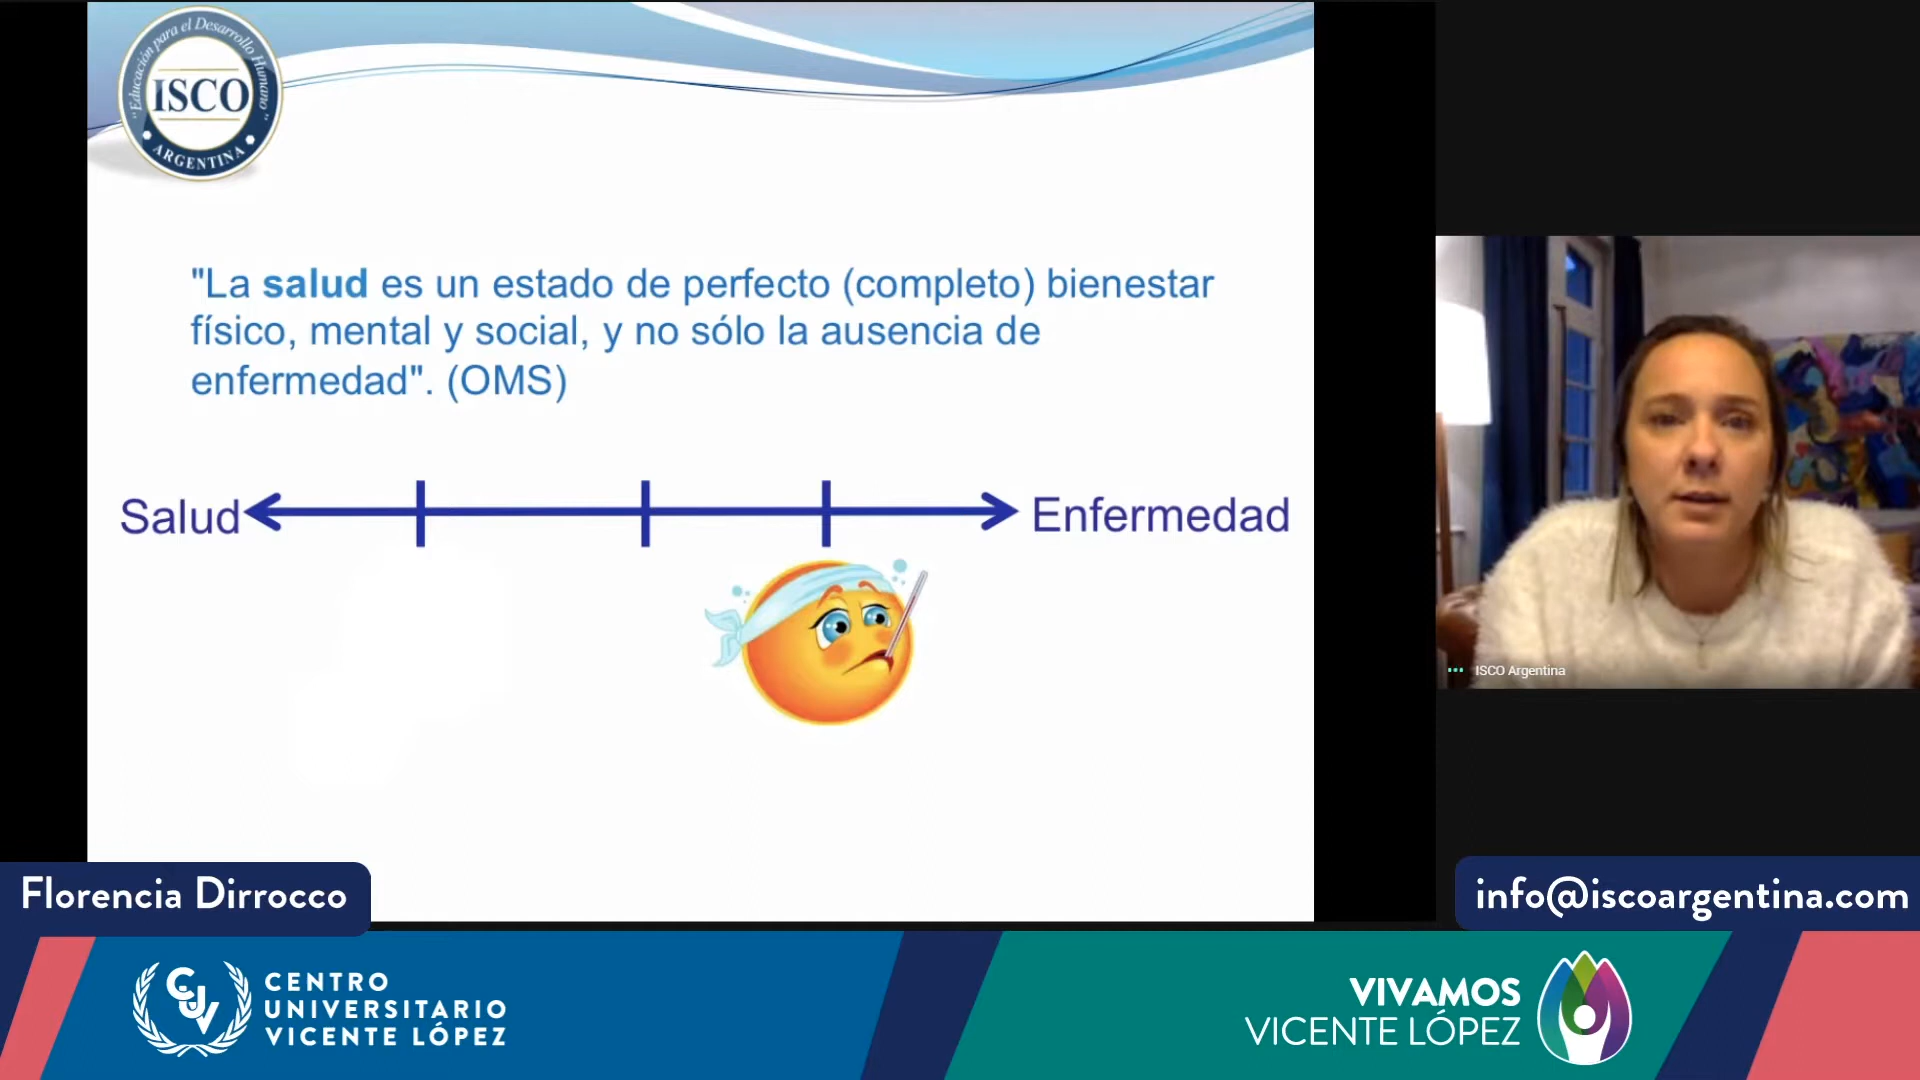 "Educación para el Desarrollo Humano"
ISCO
ARGENTINA
"La salud es un estado de perfecto (completo) bienestar
físico, mental y social, y no sólo la ausencia de
enfermedad". (OMS)
Salud
Enfermedad
ISCO Argentina
Florencia Dirrocco
info@iscoargentina.com
CUV
CENTRO
UNIVERSITARIO
VICENTE LÓPEZ
VIVAMOS
VICENTE LÓPEZ